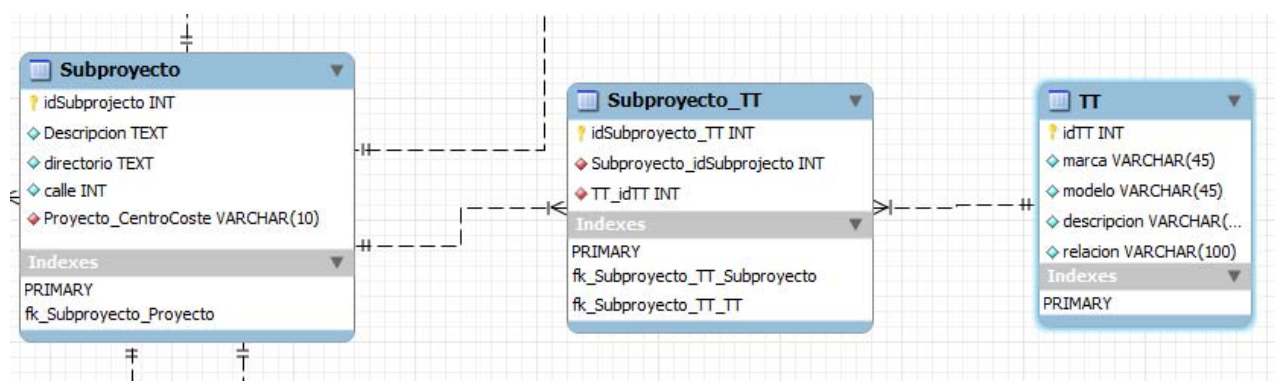 Subproyecto
idSubprojecto INT
Descripcion TEXT
directorio TEXT
calle INT
Proyecto_CentroCoste VARCHAR(10)
Indexes
PRIMARY
fk_Subproyecto_Proyecto
Subproyecto_TT
idSubproyecto_TT INT
Subproyecto_idSubprojecto INT
TT_idTT INT
Indexes
PRIMARY
fk_Subproyecto_TT_Subproyecto
fk_Subproyecto_TT_TT
TT
idTT INT
marca VARCHAR(45)
modelo VARCHAR(45)
descripcion VARCHAR(...
relacion VARCHAR(100)
Indexes
PRIMARY